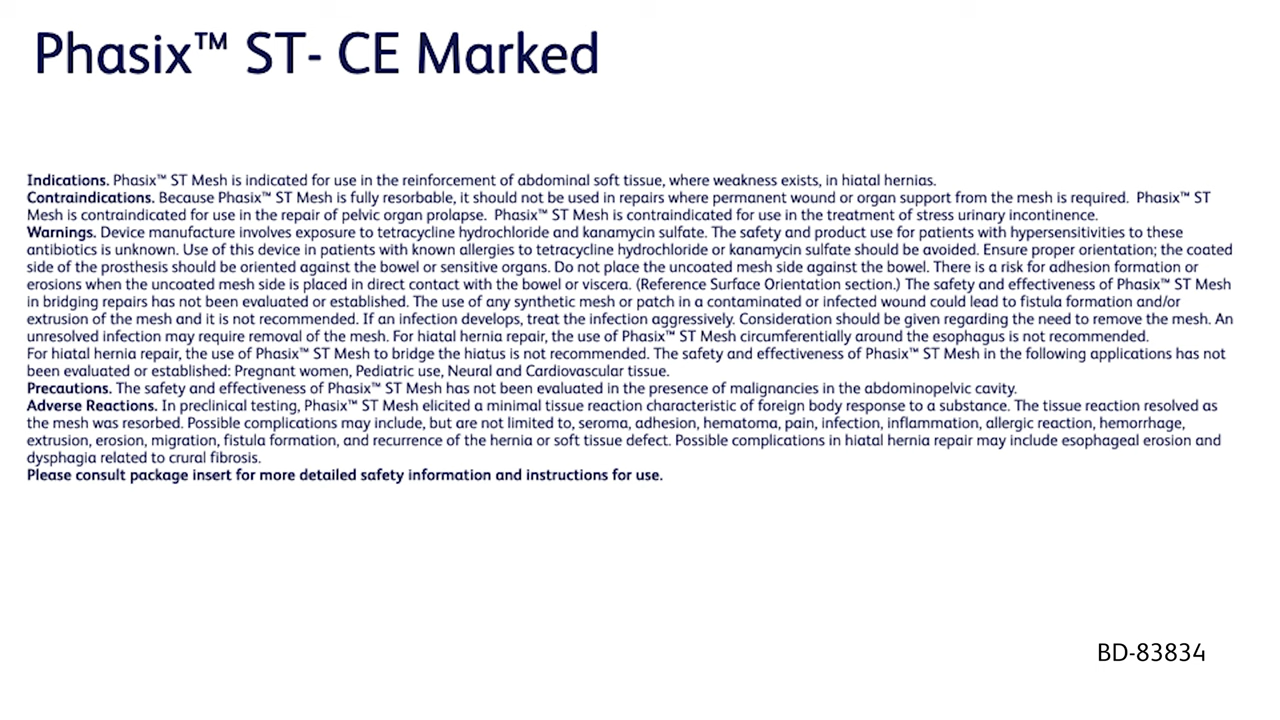 Phasix™ ST- CE Marked
Indications. Phasix™ ST Mesh is indicated for use in the reinforcement of abdominal soft tissue, where weakness exists, in hiatal hernias.
Contraindications. Because Phasix™ ST Mesh is fully resorbable, it should not be used in repairs where permanent wound or organ support from the mesh is required. Phasix™ ST
Mesh is contraindicated for use in the repair of pelvic organ prolapse. Phasix™ ST Mesh is contraindicated for use in the treatment of stress urinary incontinence.
Warnings. Device manufacture involves exposure to tetracycline hydrochloride and kanamycin sulfate. The safety and product use for patients with hypersensitivities to these
antibiotics is unknown. Use of this device in patients with known allergies to tetracycline hydrochloride or kanamycin sulfate should be avoided. Ensure proper orientation; the coated
side of the prosthesis should be oriented against the bowel or sensitive organs. Do not place the uncoated mesh side against the bowel. There is a risk for adhesion formation or
erosions when the uncoated mesh side is placed in direct contact with the bowel or viscera. (Reference Surface Orientation section.) The safety and effectiveness of Phasix™ ST Mesh
in bridging repairs has not been evaluated or established. The use of any synthetic mesh or patch in a contaminated or infected wound could lead to fistula formation and/or
extrusion of the mesh and it is not recommended. If an infection develops, treat the infection aggressively. Consideration should be given regarding the need to remove the mesh. An
unresolved infection may require removal of the mesh. For hiatal hernia repair, the use of Phasix™ ST Mesh circumferentially around the esophagus is not recommended.
For hiatal hernia repair, the use of Phasix™ ST Mesh to bridge the hiatus is not recommended. The safety and effectiveness of Phasix™ ST Mesh in the following applications has not
been evaluated or established: Pregnant women, Pediatric use, Neural and Cardiovascular tissue.
Precautions. The safety and effectiveness of Phasix™ ST Mesh has not been evaluated in the presence of malignancies in the abdominopelvic cavity.
Adverse Reactions. In preclinical testing, Phasix™ ST Mesh elicited a minimal tissue reaction characteristic of foreign body response to a substance. The tissue reaction resolved as
the mesh was resorbed. Possible complications may include, but are not limited to, seroma, adhesion, hematoma, pain, infection, inflammation, allergic reaction, hemorrhage,
extrusion, erosion, migration, fistula formation, and recurrence of the hernia or soft tissue defect. Possible complications in hiatal hernia repair may include esophageal erosion and
dysphagia related to crural fibrosis.
Please consult package insert for more detailed safety information and instructions for use.
BD-83834